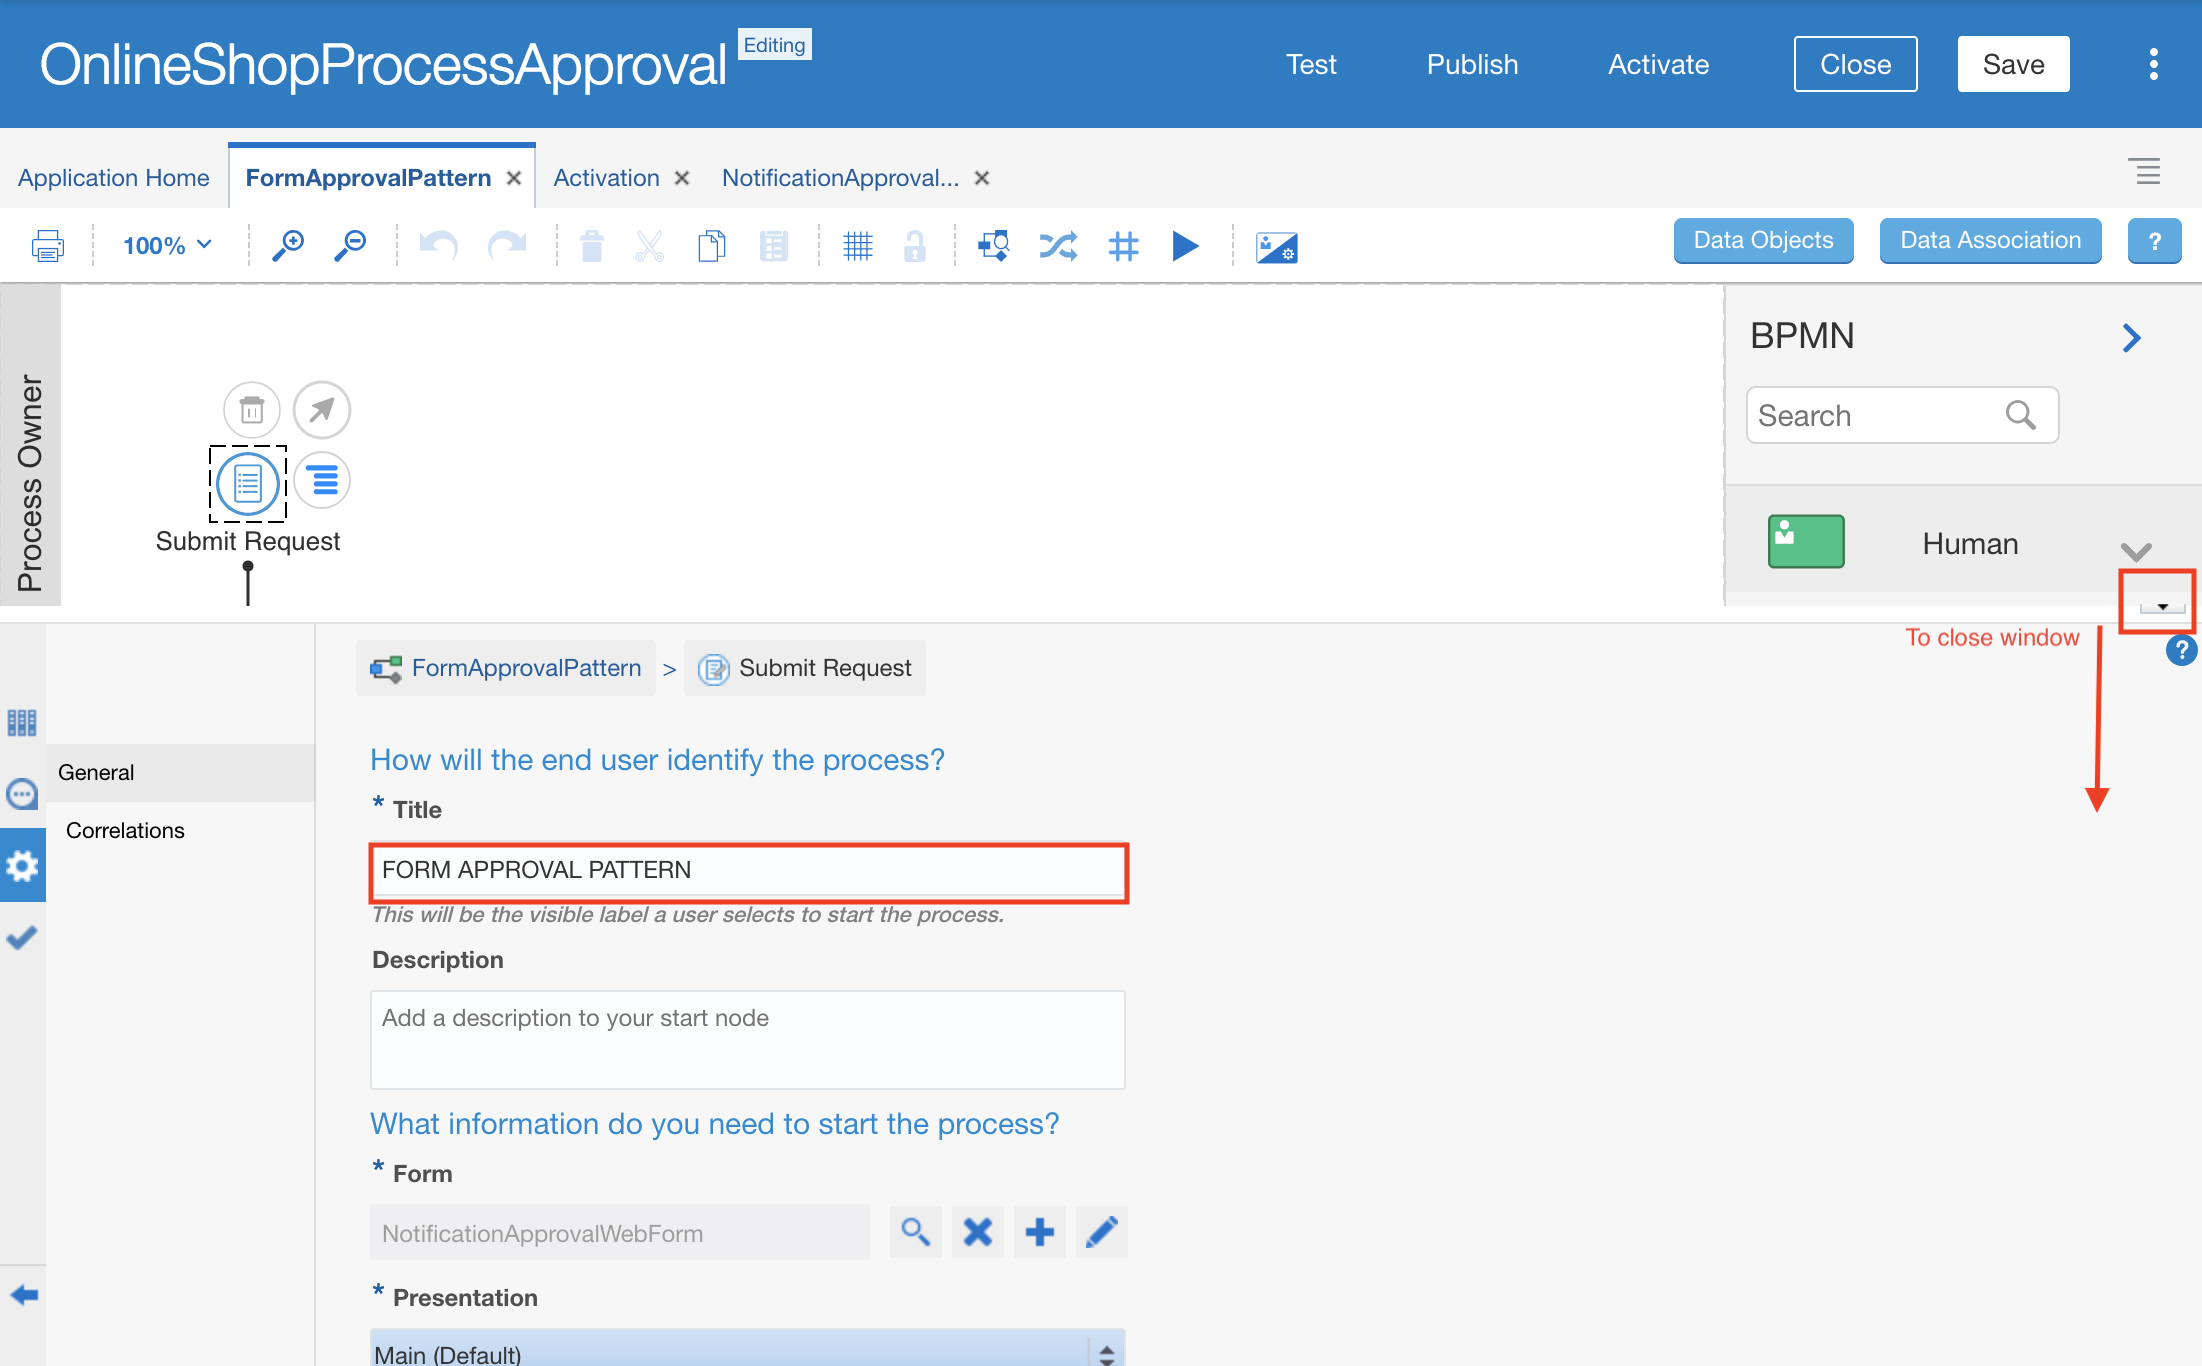 OnlineShopProcessApproval Editing Test Publish Activate Close Save
Application Home FormApprovalPattern Activation NotificationApproval...
100% Data Objects Data Association ?
Process Owner
Submit Request
BPMN
Search
Human
To close window
?
FormApprovalPattern > Submit Request
General
Correlations
How will the end user identify the process?
* Title
FORM APPROVAL PATTERN
This will be the visible label a user selects to start the process.
Description
Add a description to your start node
What information do you need to start the process?
* Form
NotificationApprovalWebForm
* Presentation
Main (Default)